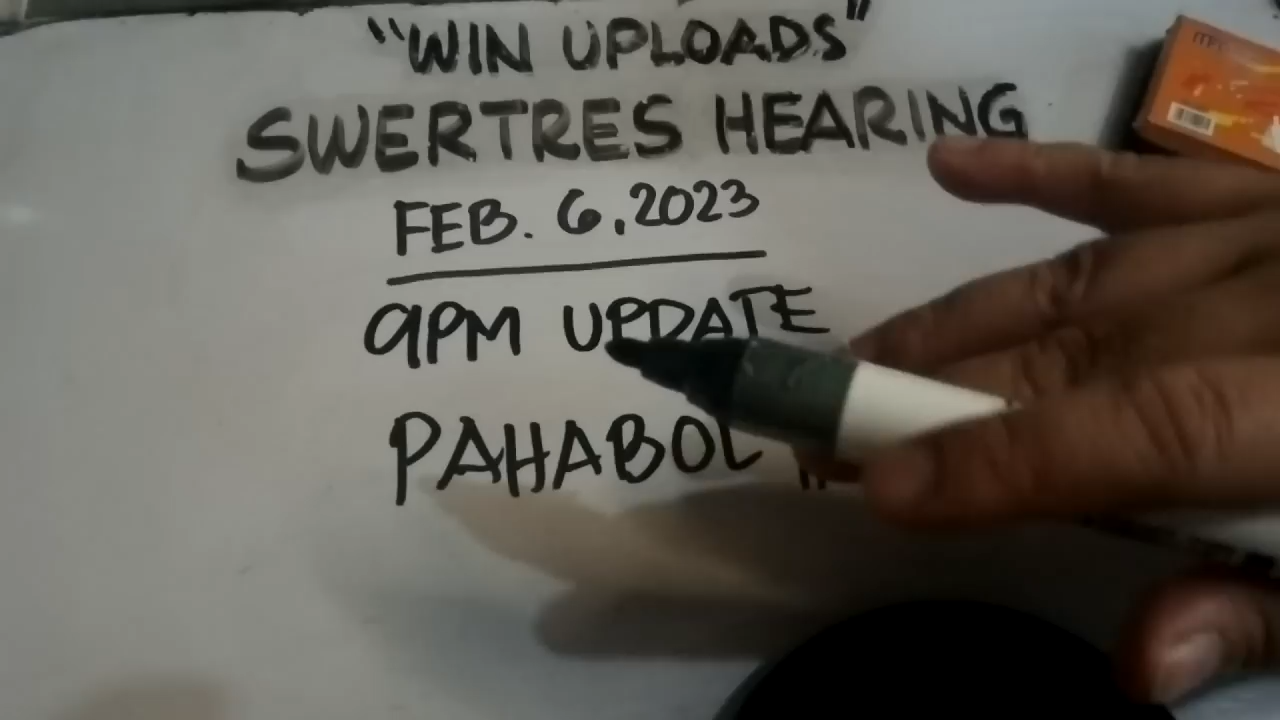 "WIN UPLOADS"
SWERTRES HEARING
FEB. 6, 2023
9PM UPDATE
PAHABOL